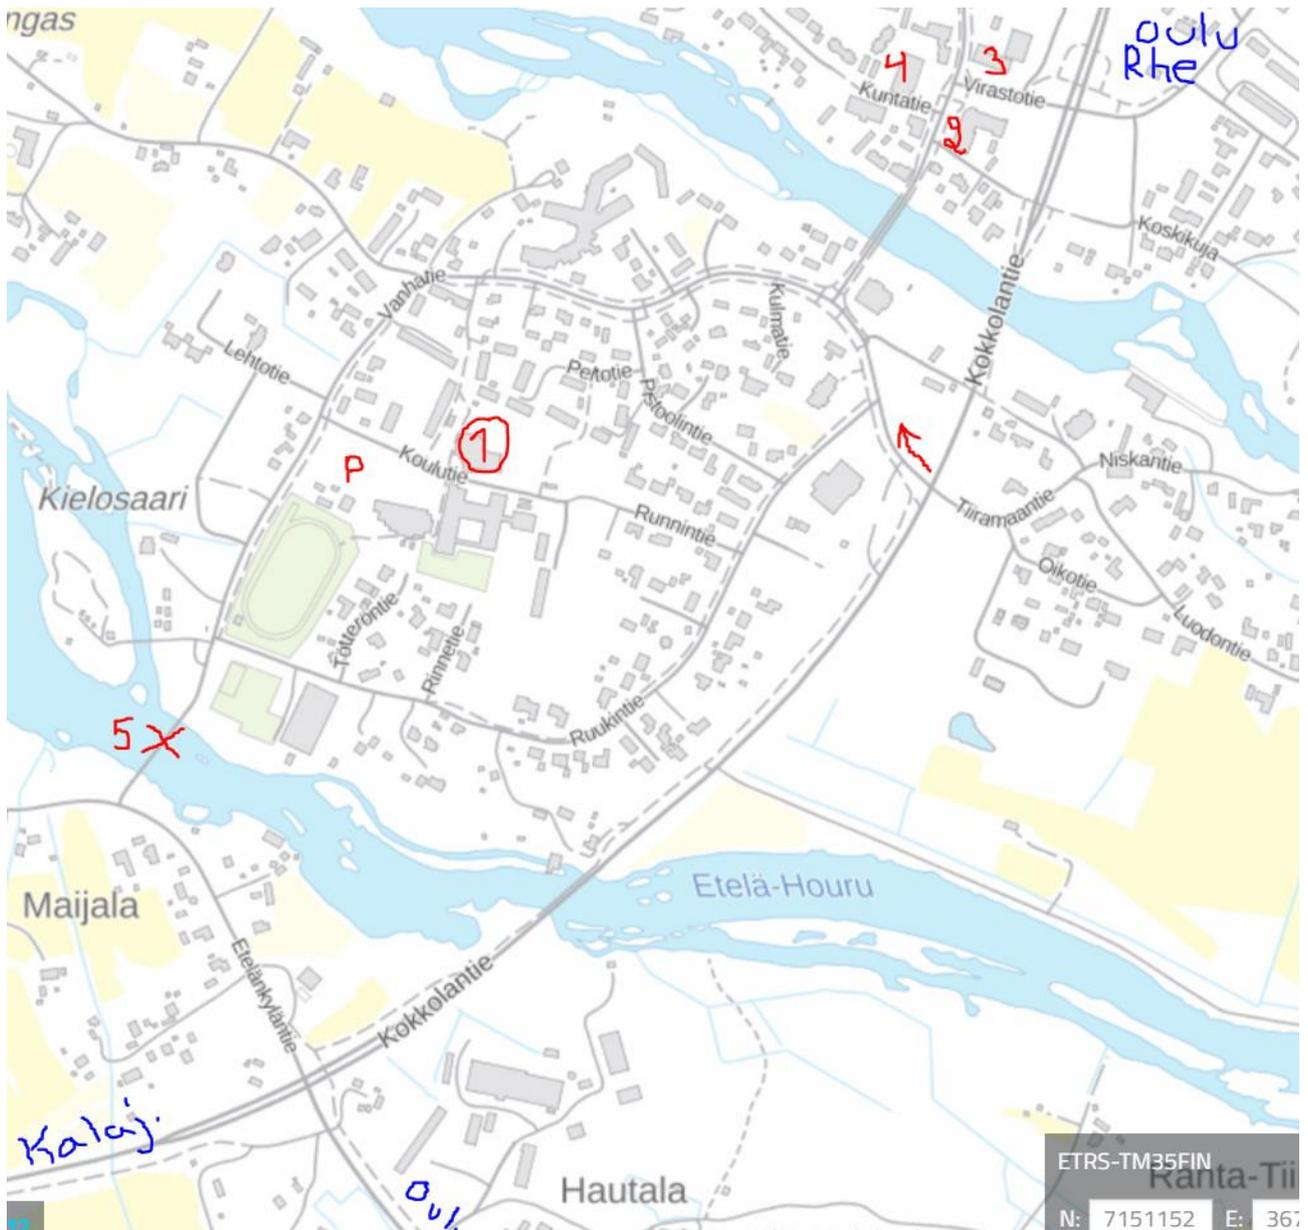 ngas
oulu
Rhe
4
3
Kuntatie
Virastotie
2
Koskikuja
Vanhatie
Kulmatie
Kokkolantie
Lehtotie
Peltotie
Pistoolintie
1
P
Koulutie
Niskantie
Kielosaari
Tiiramaantie
Runnintie
Oikotie
Luodontie
Tötteröntie
Rinnetie
5 X
Ruukintie
Etelä-Houru
Maijala
Etelänkyläntie
Kokkolantie
Kalaj.
Oul.
Hautala
ETRS-TM35FIN
Ranta-Tii
N: 7151152 E: 367